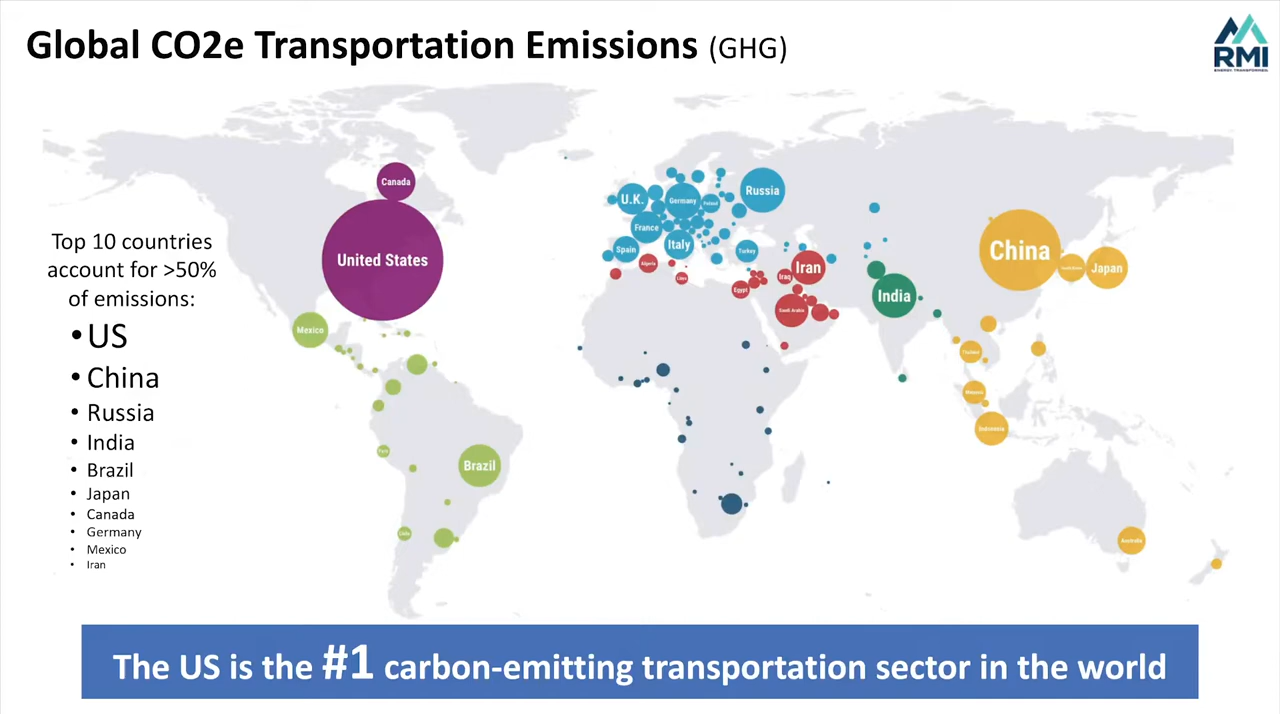 Global CO2e Transportation Emissions (GHG)
RMI
ENERGY. TRANSFORMED.
Top 10 countries
account for >50%
of emissions:
• US
• China
• Russia
• India
• Brazil
• Japan
• Canada
• Germany
• Mexico
• Iran
Canada
United States
Mexico
Peru
Brazil
Chile
U.K.
Germany
Poland
Russia
France
Spain
Italy
Turkey
Algeria
Libya
Egypt
Iraq
Iran
Saudi Arabia
India
China
Japan
Thailand
Malaysia
Indonesia
Australia
The US is the #1 carbon-emitting transportation sector in the world